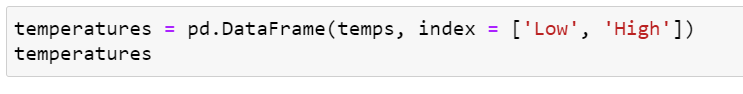 temperatures = pd.DataFrame(temps, index = ['Low', 'High'])
temperatures